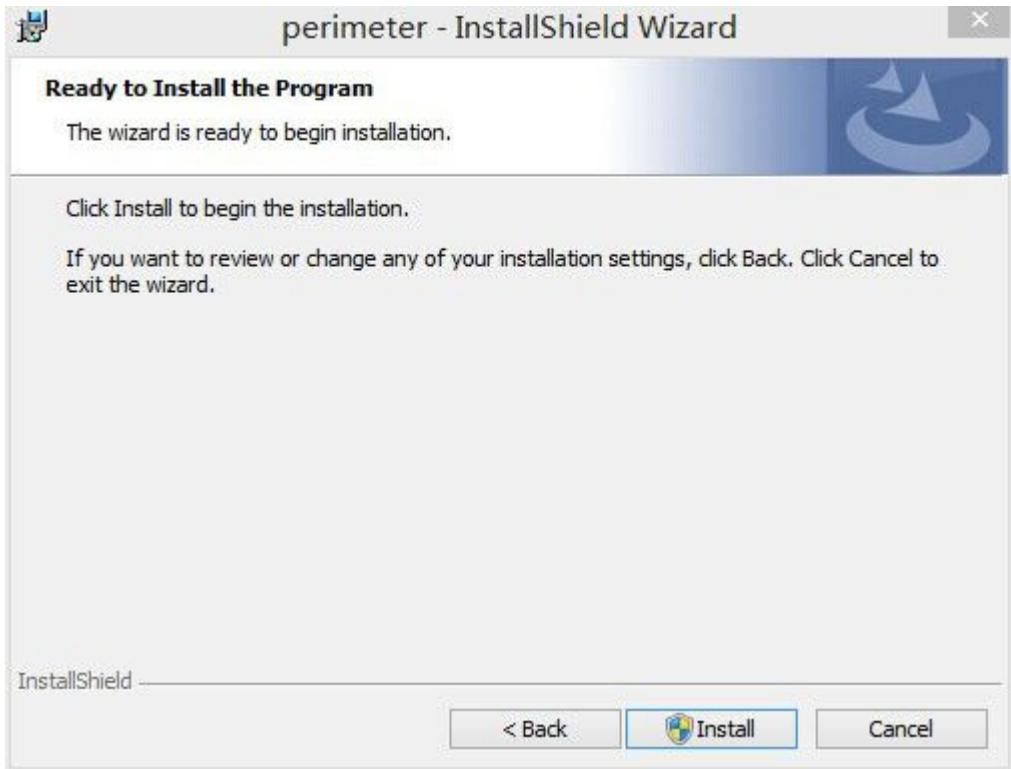 perimeter - InstallShield Wizard
Ready to Install the Program
The wizard is ready to begin installation.
Click Install to begin the installation.
If you want to review or change any of your installation settings, click Back. Click Cancel to
exit the wizard.
InstallShield
< Back
Install
Cancel